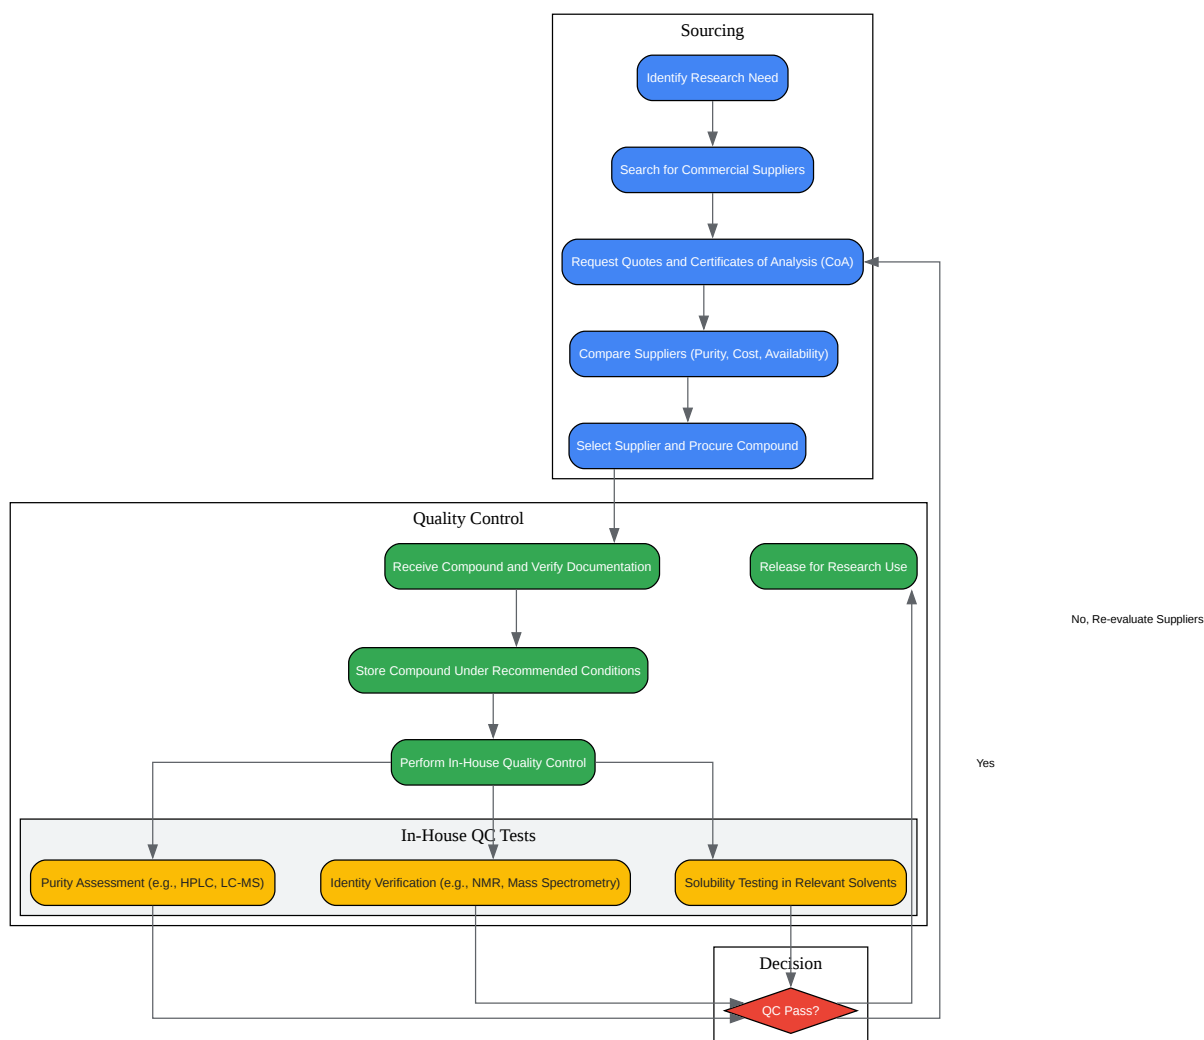 Sourcing
Identify Research Need
Search for Commercial Suppliers
Request Quotes and Certificates of Analysis (CoA)
Compare Suppliers (Purity, Cost, Availability)
Select Supplier and Procure Compound
Quality Control
Receive Compound and Verify Documentation
Release for Research Use
No, Re-evaluate Suppliers
Store Compound Under Recommended Conditions
Perform In-House Quality Control
Yes
In-House QC Tests
Purity Assessment (e.g., HPLC, LC-MS)
Identity Verification (e.g., NMR, Mass Spectrometry)
Solubility Testing in Relevant Solvents
Decision
QC Pass?